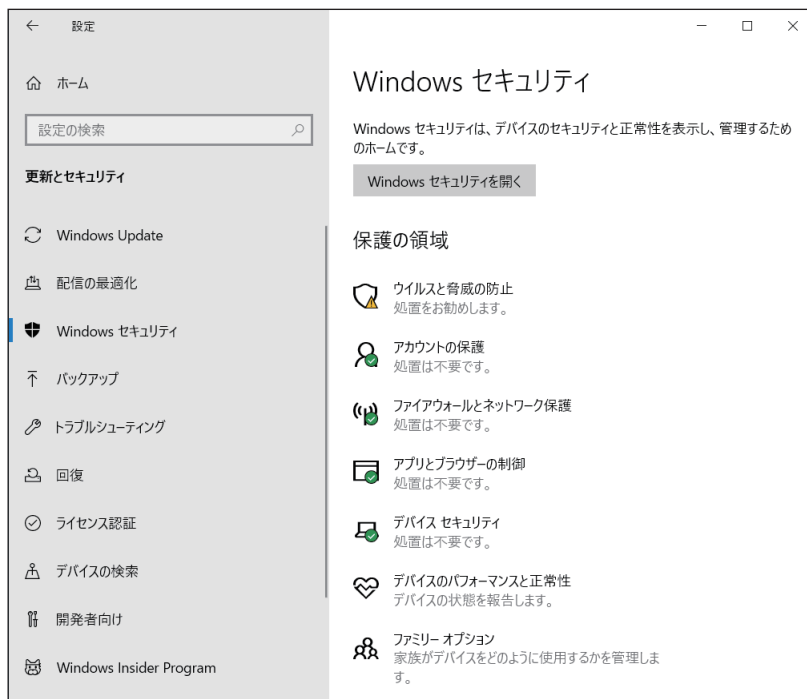 設定
ホーム
設定の検索
更新とセキュリティ
Windows Update
配信の最適化
Windows セキュリティ
バックアップ
トラブルシューティング
回復
ライセンス認証
デバイスの検索
開発者向け
Windows Insider Program
Windows セキュリティ
Windows セキュリティは、デバイスのセキュリティと正常性を表示し、管理するため
のホームです。
Windows セキュリティを開く
保護の領域
ウイルスと脅威の防止
処置をお勧めします。
アカウントの保護
処置は不要です。
ファイアウォールとネットワーク保護
処置は不要です。
アプリとブラウザーの制御
処置は不要です。
デバイス セキュリティ
処置は不要です。
デバイスのパフォーマンスと正常性
デバイスの状態を報告します。
ファミリー オプション
家族がデバイスをどのように使用するかを管理しま
す。